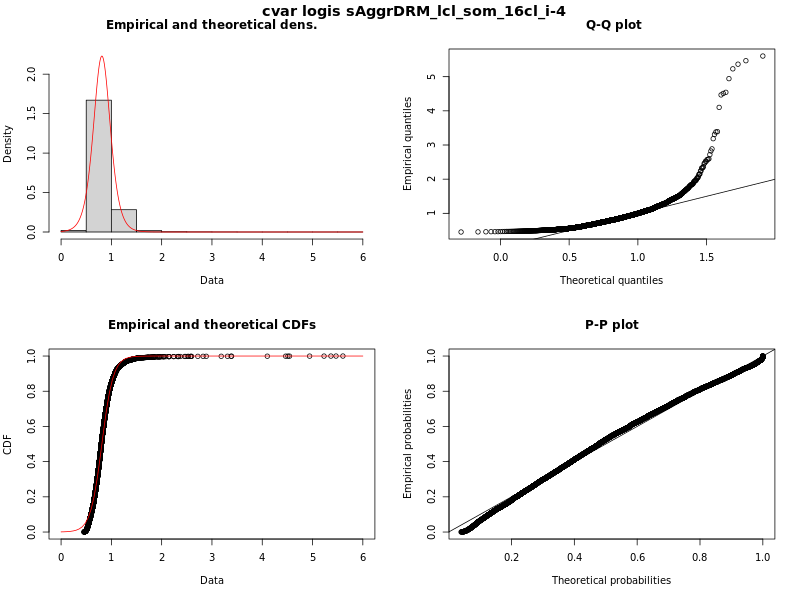 cvar logis sAggrDRM_lcl_som_16cl_i-4
Empirical and theoretical dens.
Density
0.0 0.5 1.0 1.5 2.0
0 1 2 3 4 5 6
Data
Q-Q plot
Empirical quantiles
1 2 3 4 5
0.0 0.5 1.0 1.5
Theoretical quantiles
Empirical and theoretical CDFs
CDF
0.0 0.2 0.4 0.6 0.8 1.0
0 1 2 3 4 5 6
Data
P-P plot
Empirical probabilities
0.0 0.2 0.4 0.6 0.8 1.0
0.2 0.4 0.6 0.8 1.0
Theoretical probabilities